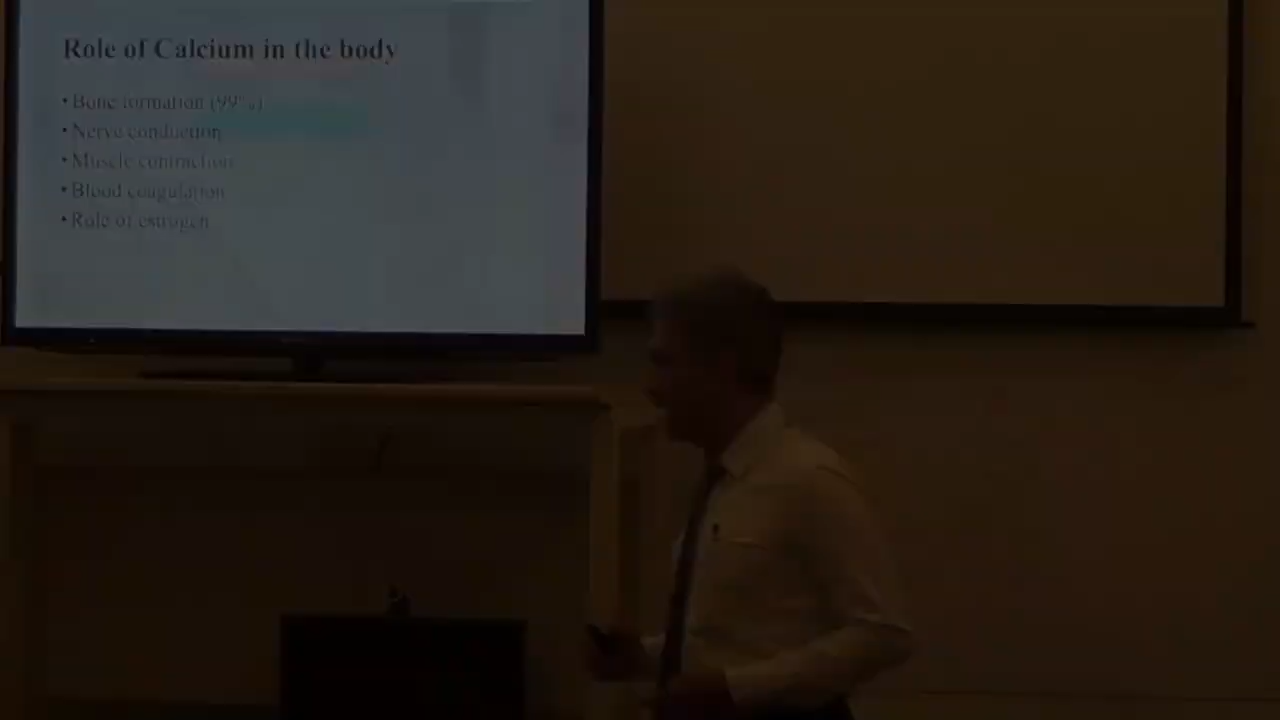 Role of Calcium in the body
• Bone formation (99%)
• Nerve conduction
• Muscle contraction
• Blood coagulation
• Role of estrogen